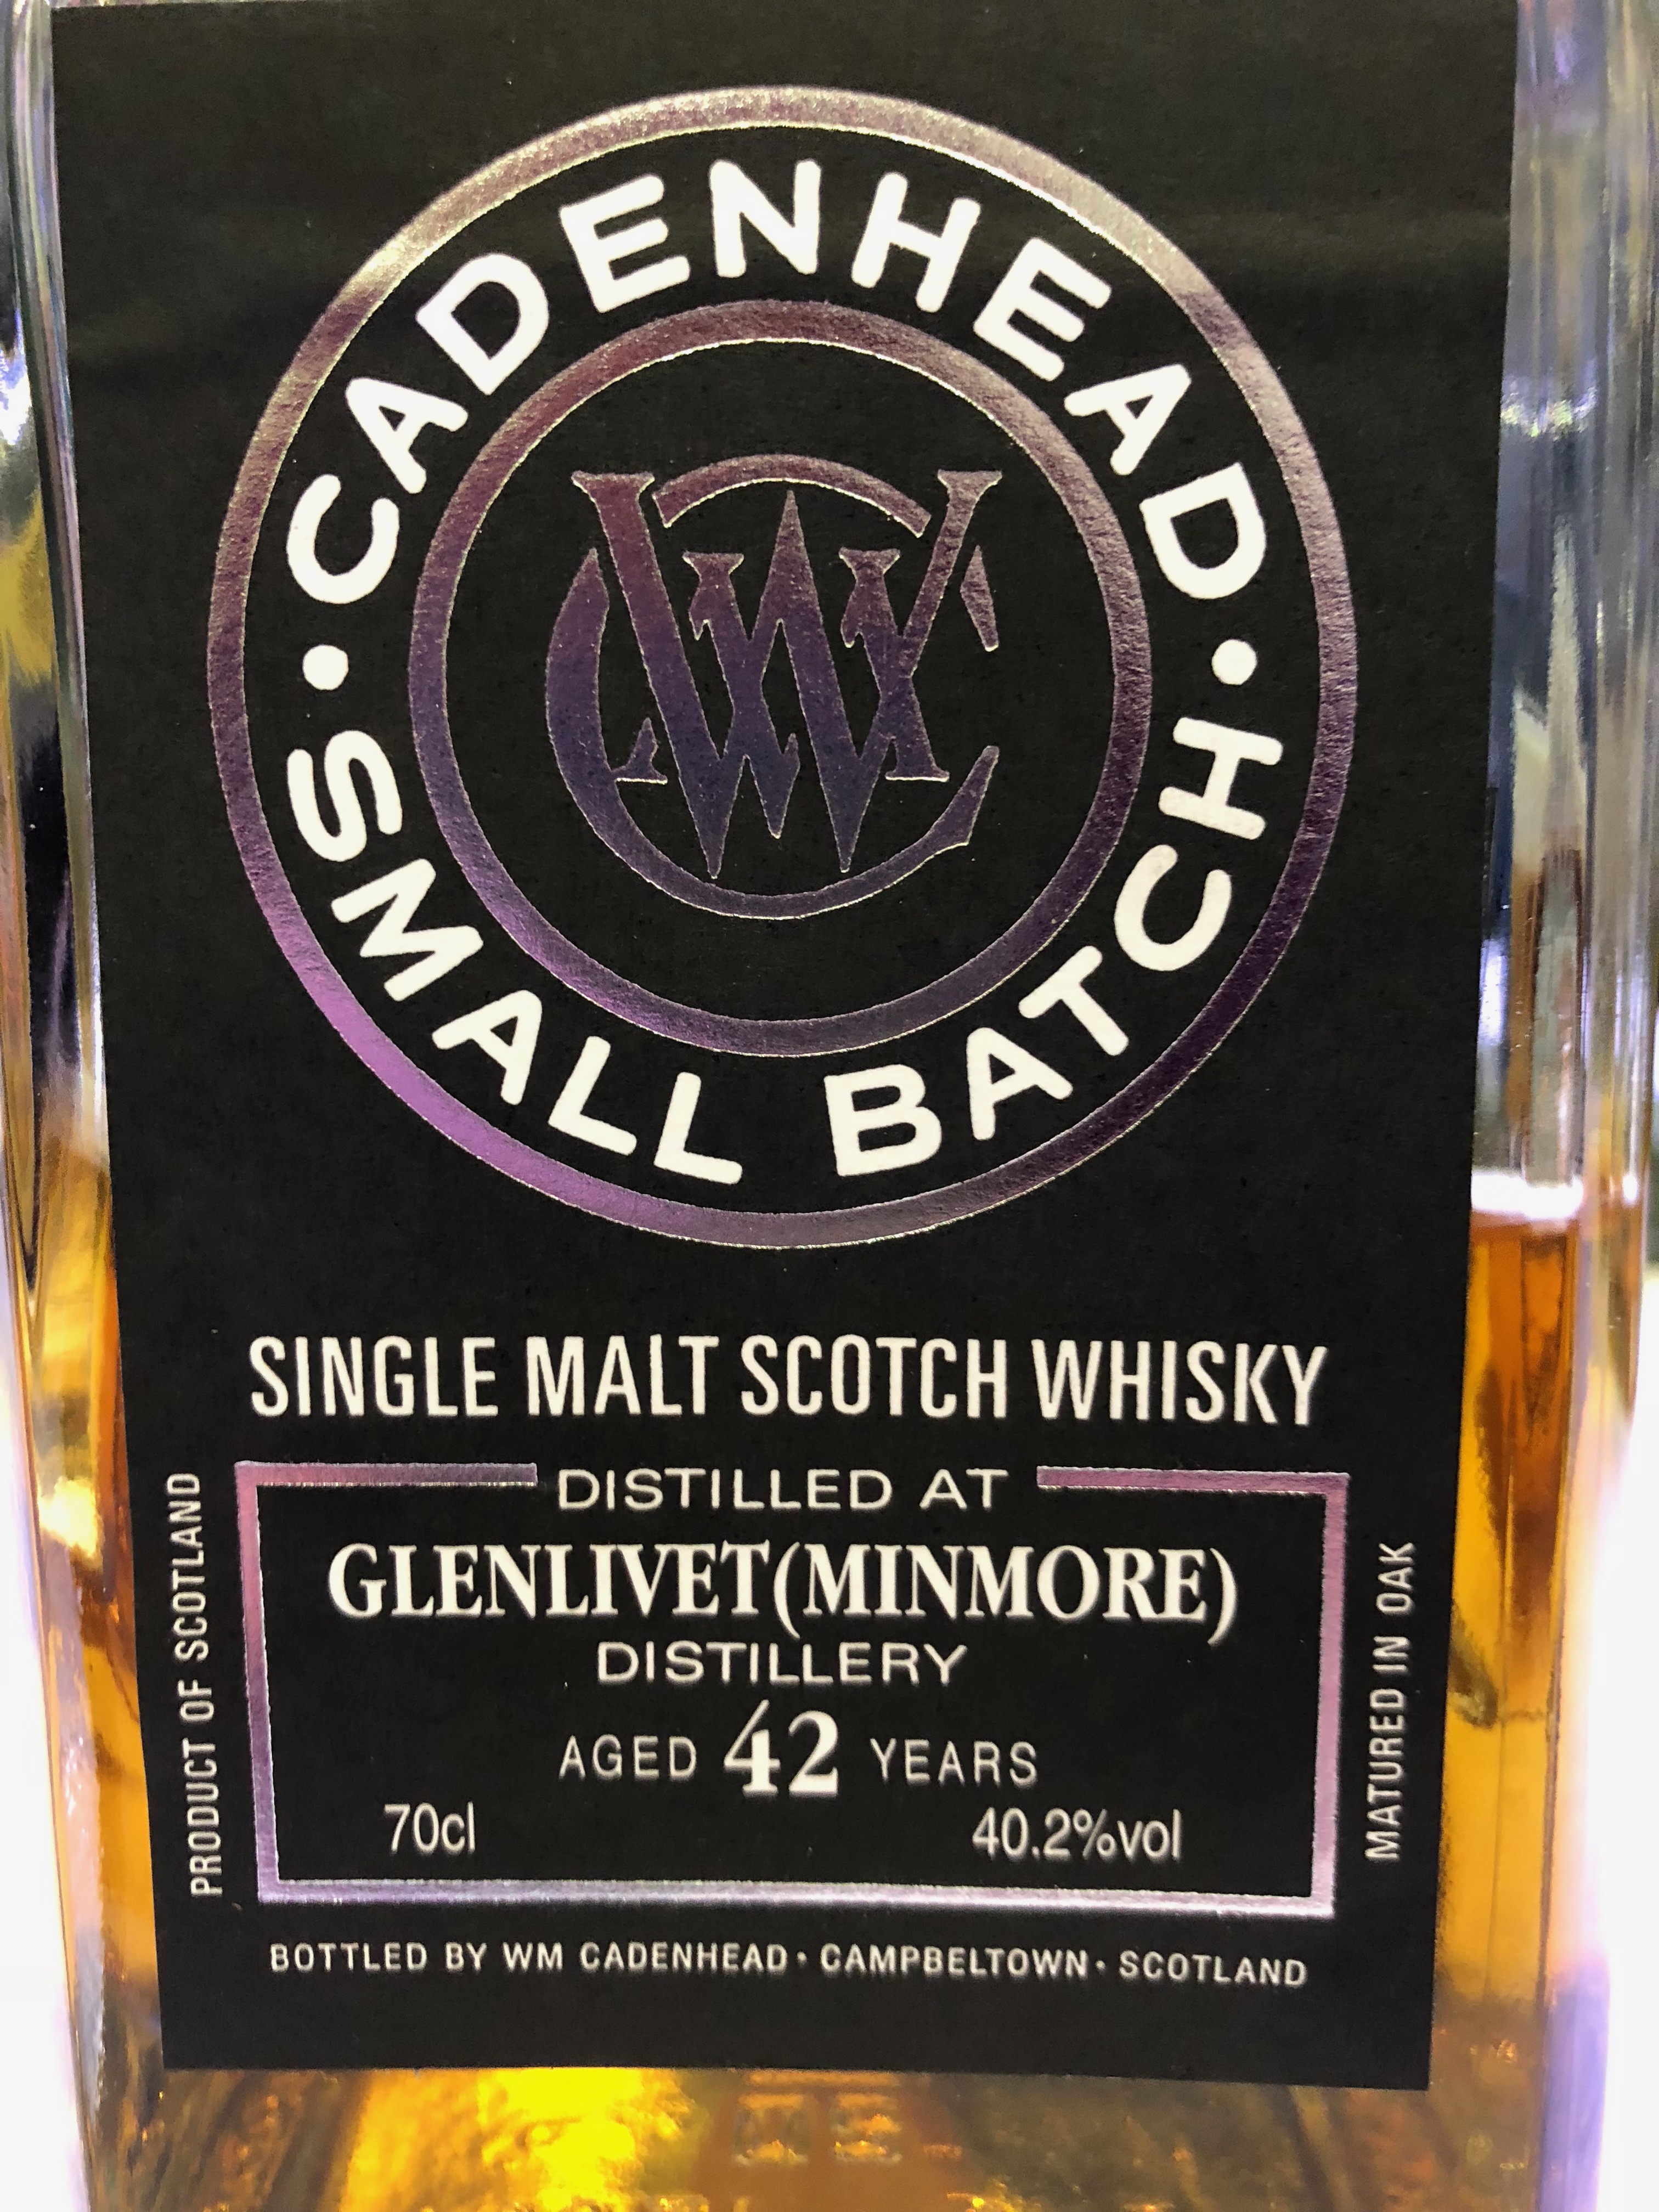 CADENHEAD
WC
SMALL BATCH
SINGLE MALT SCOTCH WHISKY
DISTILLED AT
GLENLIVET(MINMORE)
DISTILLERY
AGED 42 YEARS
70cl 40.2%vol
PRODUCT OF SCOTLAND
MATURED IN OAK
BOTTLED BY WM CADENHEAD · CAMPBELTOWN · SCOTLAND